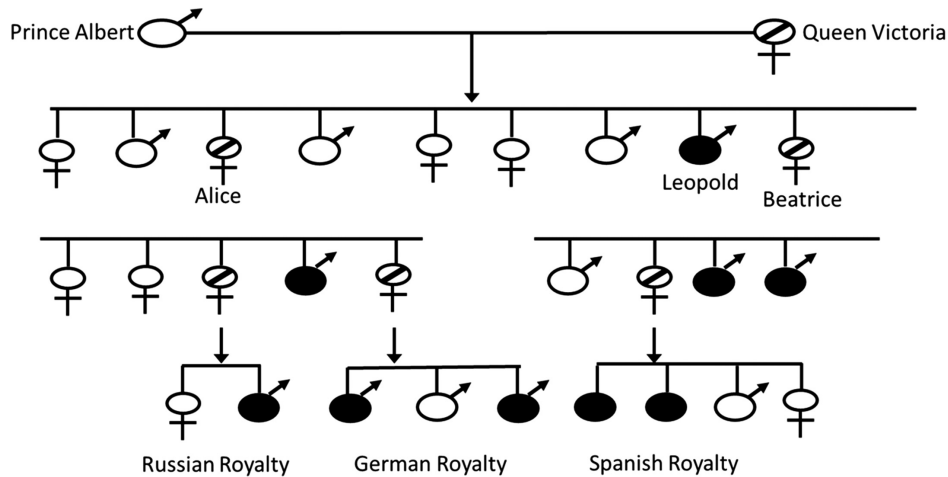 Prince Albert
Queen Victoria
Alice
Leopold
Beatrice
Russian Royalty
German Royalty
Spanish Royalty